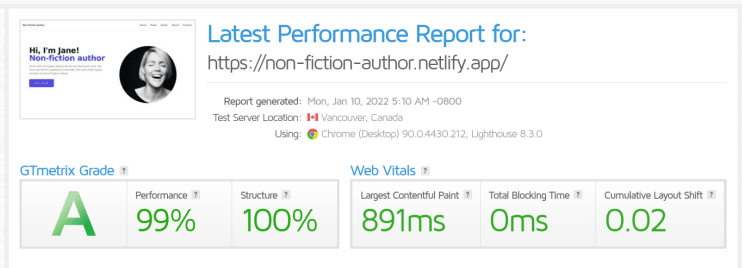 Latest Performance Report for:
https://non-fiction-author.netlify.app/
Hi, I'm Jane!
Non-fiction author
Report generated: Mon, Jan 10, 2022 5:10 AM -0800
Test Server Location: Vancouver, Canada
Using: Chrome (Desktop) 90.0.4430.212, Lighthouse 8.3.0
GTmetrix Grade ?
Web Vitals ?
A
Performance ?
99%
Structure ?
100%
Largest Contentful Paint ?
891ms
Total Blocking Time ?
0ms
Cumulative Layout Shift ?
0.02